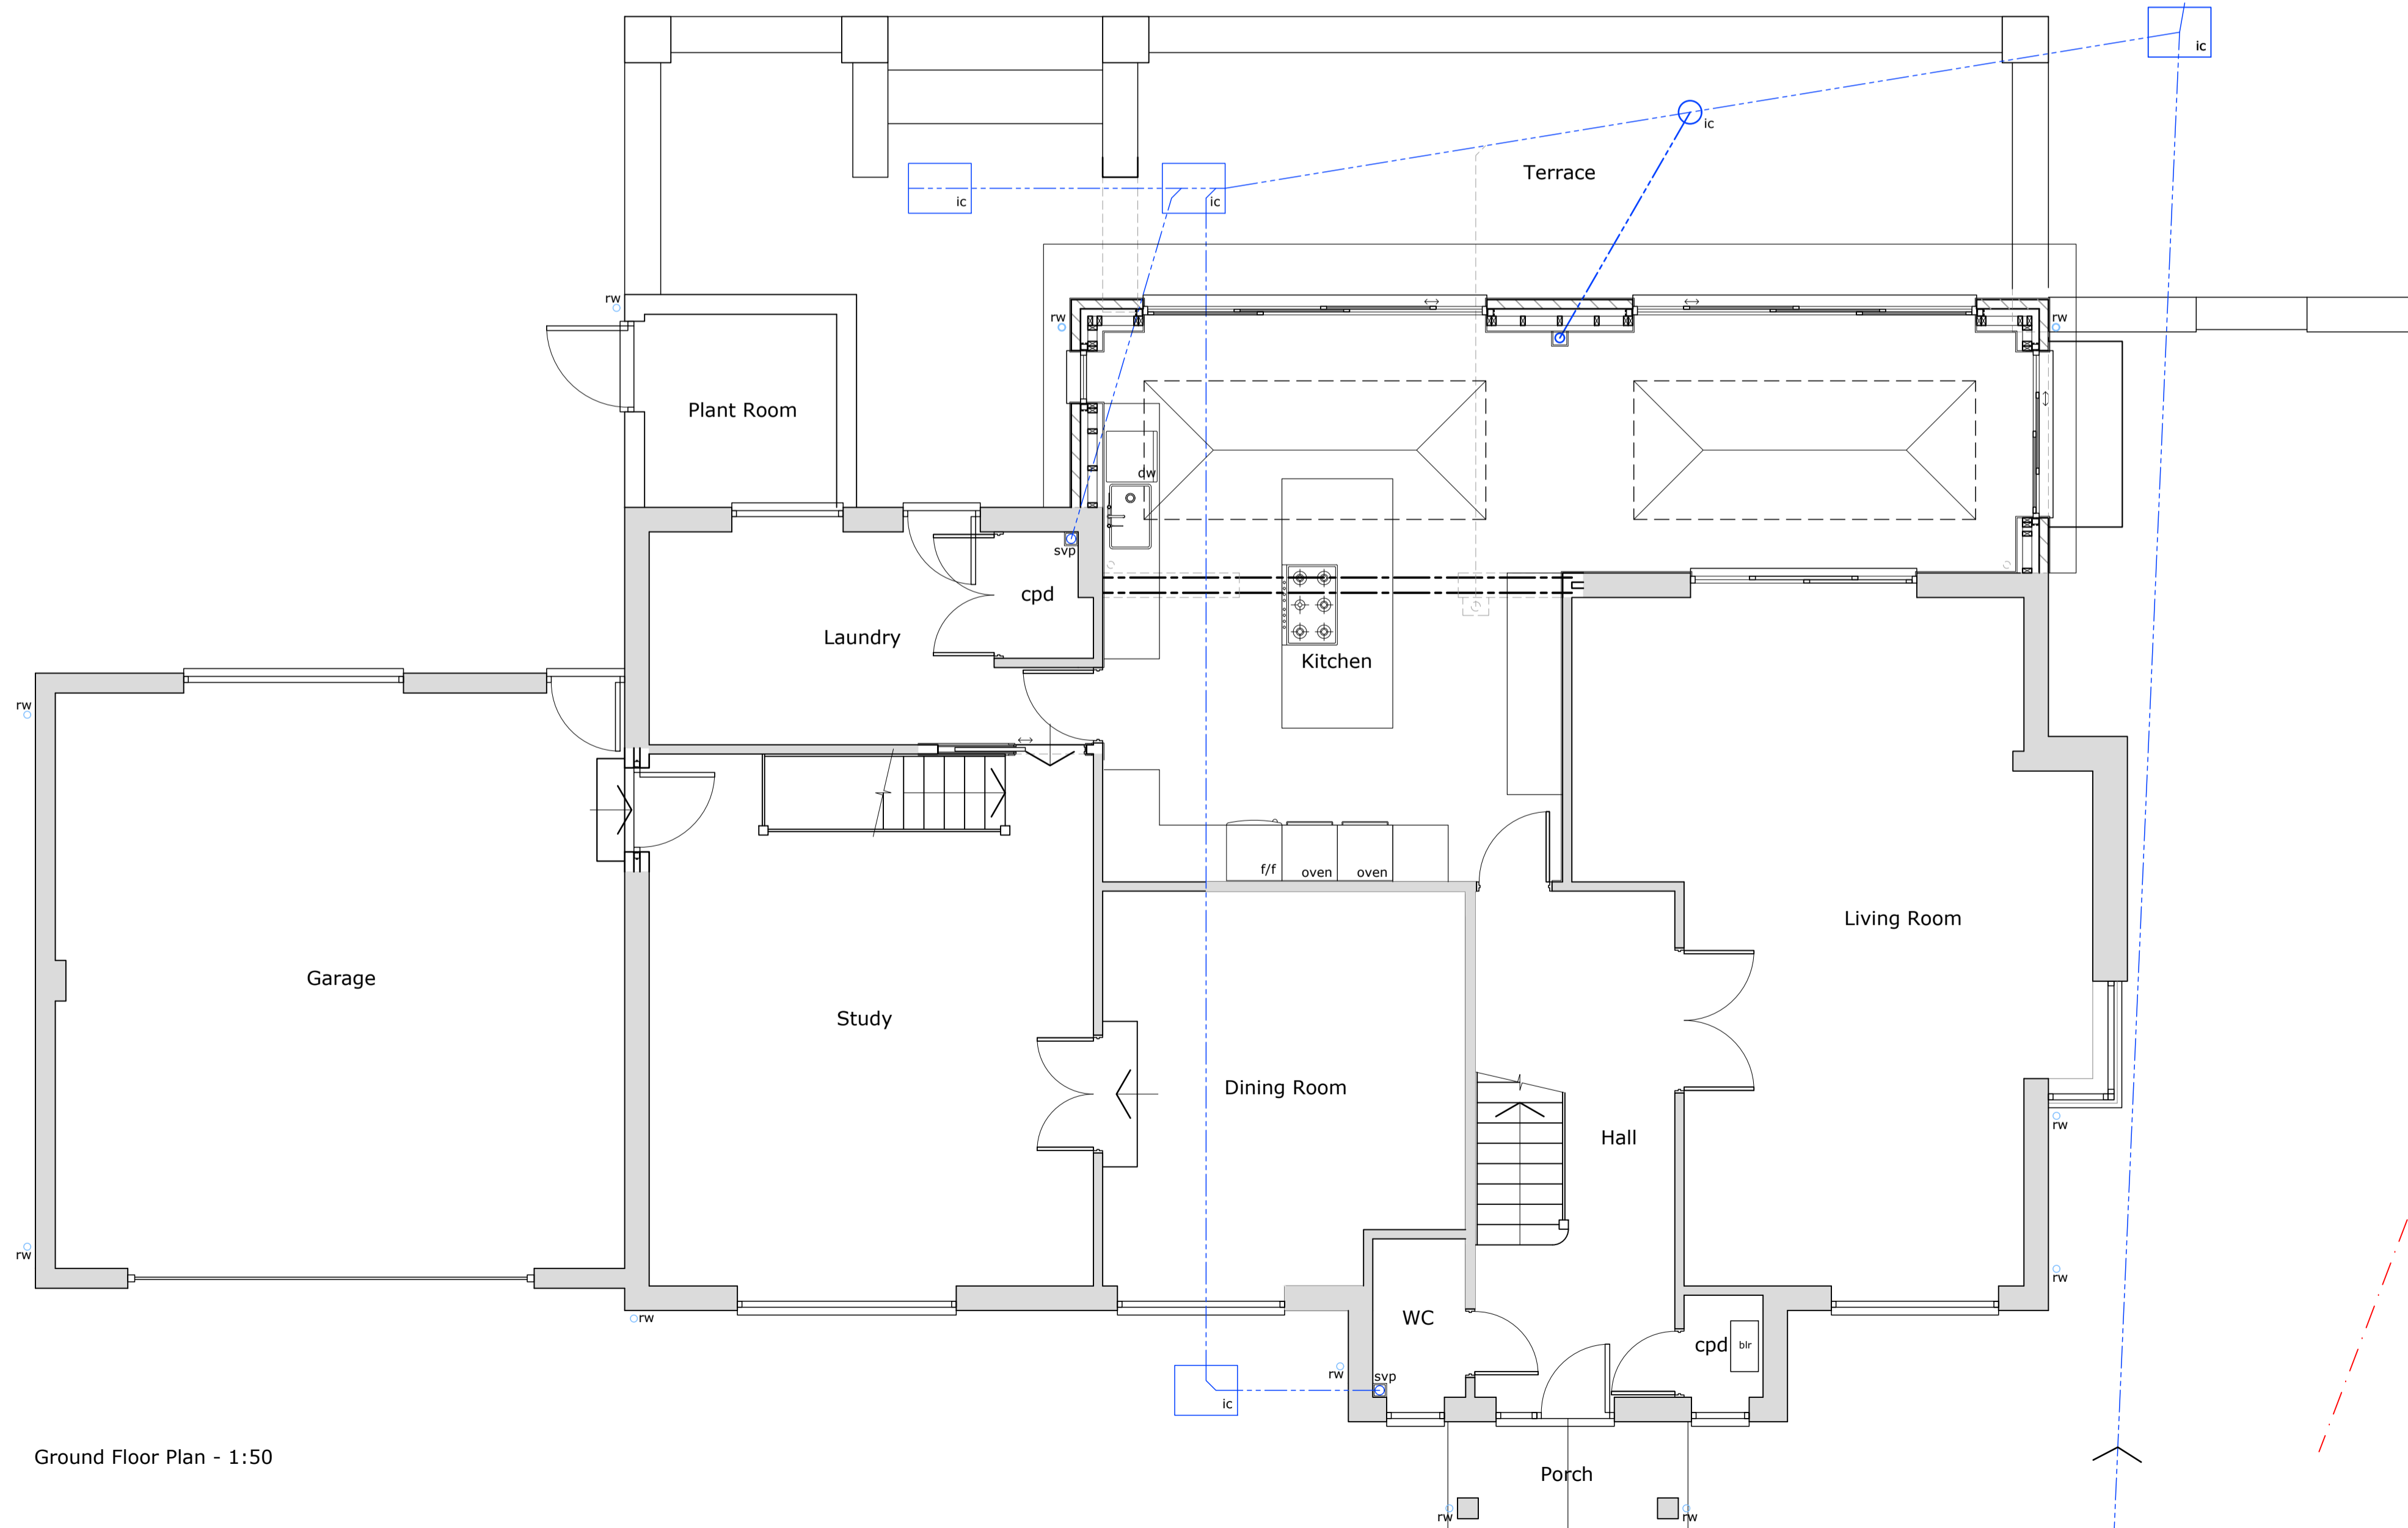 ic
ic
Terrace
ic
ic
rw
rw
rw
Plant Room
dw
svp
cpd
Laundry
Kitchen
rw
f/f
oven
oven
Living Room
Garage
Study
Dining Room
rw
Hall
rw
rw
rw
WC
cpd
blr
rw
svp
ic
Ground Floor Plan - 1:50
Porch
rw
rw